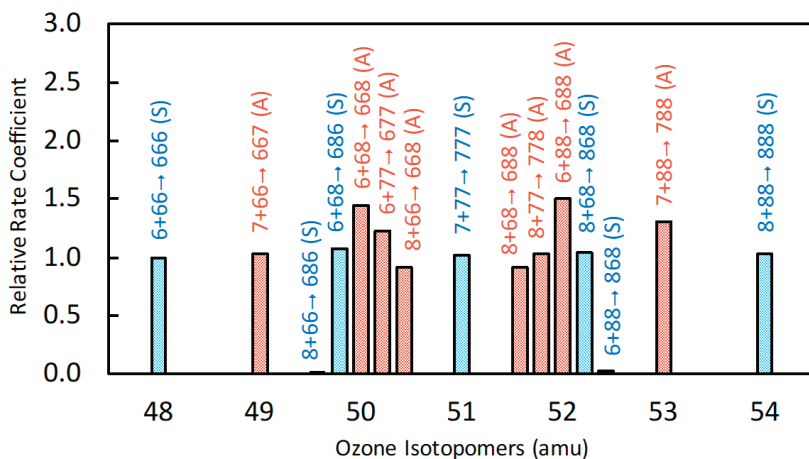 Relative Rate Coefficient
3.0
2.5
2.0
1.5
1.0
0.5
0.0
6+66→ 666 (S)
7+66→ 667 (A)
8+66→ 686 (S)
6+68→ 686 (S)
6+68→ 668 (A)
6+77→ 677 (A)
8+66→ 668 (A)
7+77→ 777 (S)
8+68→ 688 (A)
8+77→ 778 (A)
6+88→ 688 (A)
8+68→ 868 (S)
6+88→ 868 (S)
7+88→ 788 (A)
8+88→ 888 (S)
48 49 50 51 52 53 54
Ozone Isotopomers (amu)